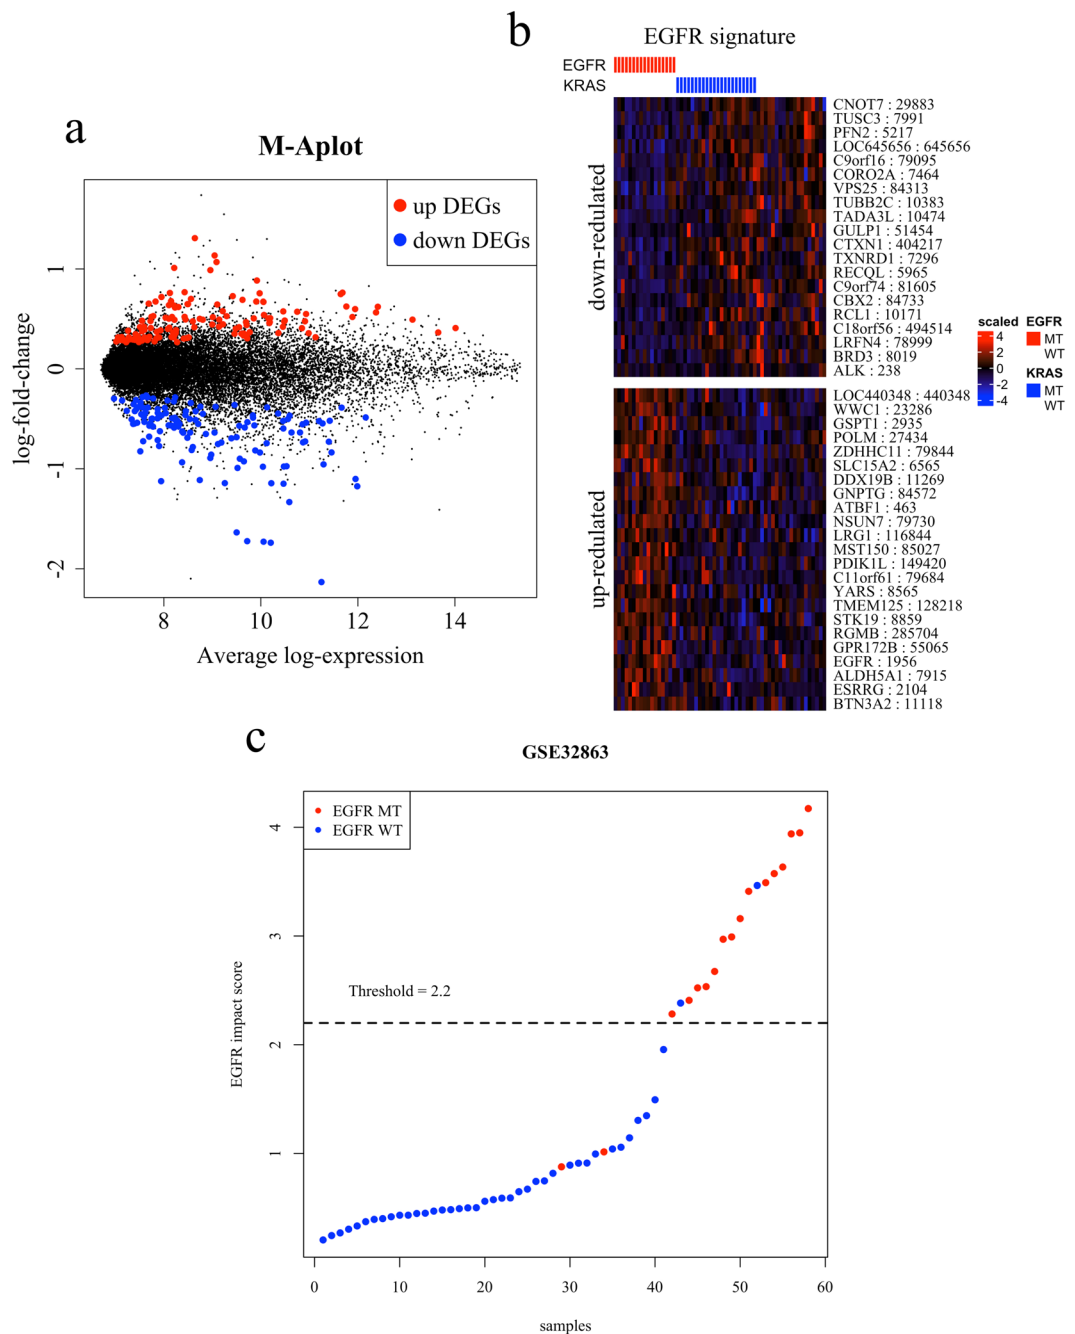 a
M-Aplot
up DEGs
down DEGs
1
0
-1
-2
log-fold-change
8 10 12 14
Average log-expression
b
EGFR signature
EGFR
KRAS
down-redulated
CNOT7 : 29883
TUSC3 : 7991
PFN2 : 5217
LOC645656 : 645656
C9orf16 : 79095
CORO2A : 7464
VPS25 : 84313
TUBB2C : 10383
TADA3L : 10474
GULP1 : 51454
CTXN1 : 404217
TXNRD1 : 7296
RECQL : 5965
C9orf74 : 81605
CBX2 : 84733
RCL1 : 10171
C18orf56 : 494514
LRFN4 : 78999
BRD3 : 8019
ALK : 238
up-redulated
LOC440348 : 440348
WWC1 : 23286
GSPT1 : 2935
POLM : 27434
ZDHHC11 : 79844
SLC15A2 : 6565
DDX19B : 11269
GNPTG : 84572
ATBF1 : 463
NSUN7 : 79730
LRG1 : 116844
MST150 : 85027
PDIK1L : 149420
C11orf61 : 79684
YARS : 8565
TMEM125 : 128218
STK19 : 8859
RGMB : 285704
GPR172B : 55065
EGFR : 1956
ALDH5A1 : 7915
ESRRG : 2104
BTN3A2 : 11118
scaled
4
2
0
-2
-4
EGFR
MT
WT
KRAS
MT
WT
c
GSE32863
EGFR MT
EGFR WT
4
3
2
1
EGFR impact score
Threshold = 2.2
0 10 20 30 40 50 60
samples